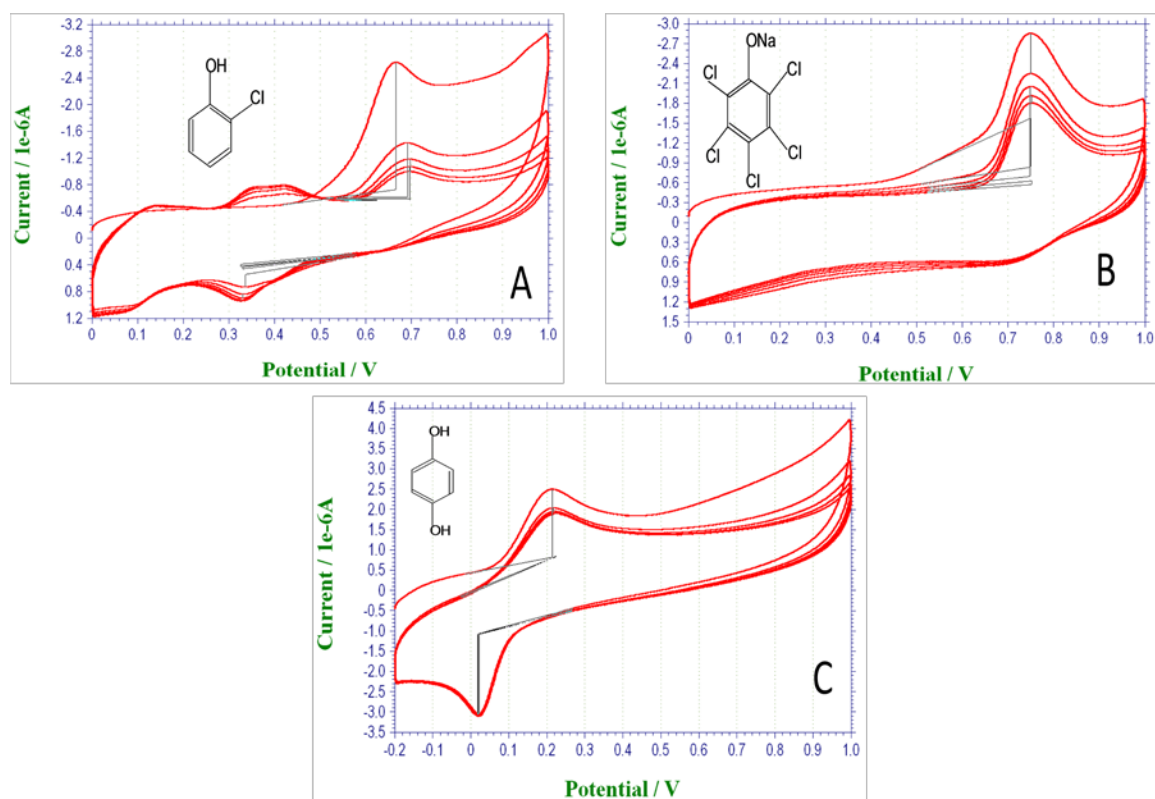 -3.2
-2.8
-2.4
-2.0
-1.6
-1.2
-0.8
-0.4
0
0.4
0.8
1.2
Current / 1e-6A
OH
Cl
A
0 0.1 0.2 0.3 0.4 0.5 0.6 0.7 0.8 0.9 1.0
Potential / V
-3.0
-2.7
-2.4
-2.1
-1.8
-1.5
-1.2
-0.9
-0.6
-0.3
0
0.3
0.6
0.9
1.2
1.5
Current / 1e-6A
ONa
Cl Cl
Cl Cl
Cl
B
0 0.1 0.2 0.3 0.4 0.5 0.6 0.7 0.8 0.9 1.0
Potential / V
4.5
4.0
3.5
3.0
2.5
2.0
1.5
1.0
0.5
0
-0.5
-1.0
-1.5
-2.0
-2.5
-3.0
-3.5
Current / 1e-6A
OH
OH
C
-0.2 -0.1 0 0.1 0.2 0.3 0.4 0.5 0.6 0.7 0.8 0.9 1.0
Potential / V